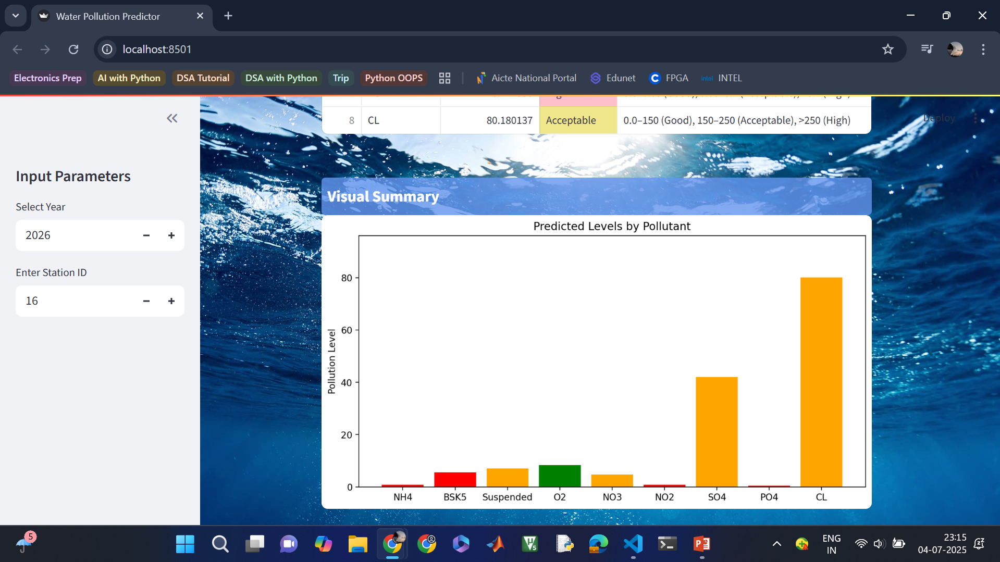 Water Pollution Predictor
localhost:8501
Electronics Prep
AI with Python
DSA Tutorial
DSA with Python
Trip
Python OOPS
Aicte National Portal
Edunet
FPGA
intel INTEL
8 CL 80.180137 Acceptable 0.0–150 (Good), 150–250 (Acceptable), >250 (High)
Deploy
Input Parameters
Select Year
2026
Enter Station ID
16
Visual Summary
Predicted Levels by Pollutant
Pollution Level
80
60
40
20
0
NH4 BSK5 Suspended O2 NO3 NO2 SO4 PO4 CL
5
ENG
IN
23:15
04-07-2025